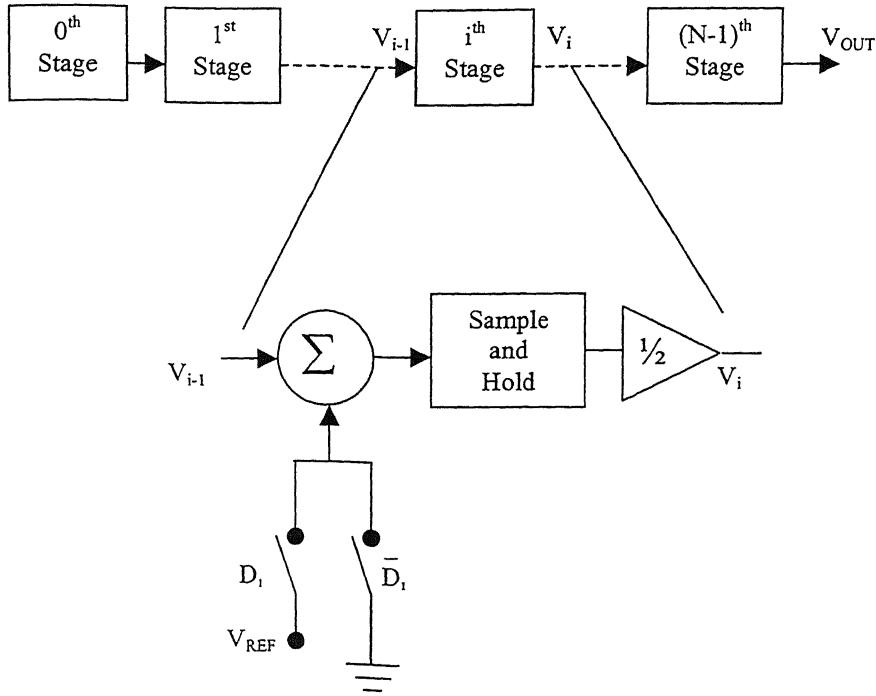 0th Stage
1st Stage
Vi-1
ith Stage
Vi
(N-1)th Stage
VOUT
Vi-1
Σ
Sample and Hold
½
Vi
D1
D̄1
VREF